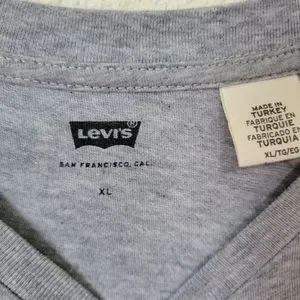 Levi's®
SAN FRANCISCO, CAL.
XL
MADE IN
TURKEY
FABRIQUE EN
TURQUIE
FABRICADO EN
TURQUIA
XL/TG/EG